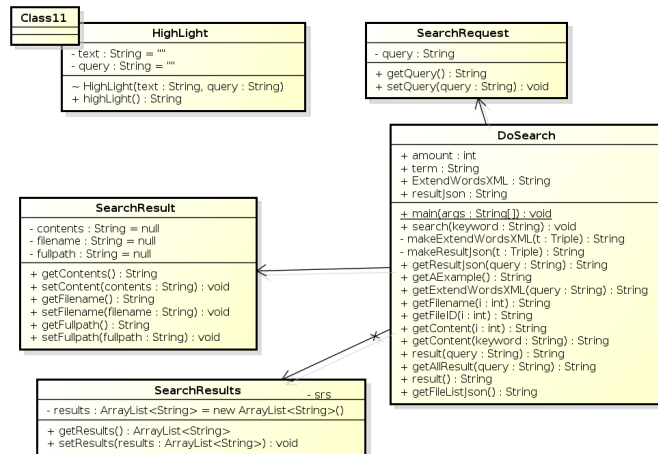 Class11
HighLight
- text : String = ""
- query : String = ""
~ HighLight(text : String, query : String)
+ highLight() : String
SearchRequest
- query : String
+ getQuery() : String
+ setQuery(query : String) : void
DoSearch
+ amount : int
+ term : String
+ ExtendWordsXML : String
+ resultJson : String
+ main(args : String[]) : void
+ search(keyword : String) : void
- makeExtendWordsXML(t : Triple) : String
- makeResultJson(t : Triple) : String
+ getResultJson(query : String) : String
+ getAExample() : String
+ getExtendWordsXML(query : String) : String
+ getFilename(i : int) : String
+ getFileID(i : int) : String
+ getContent(i : int) : String
+ getContent(keyword : String) : String
+ result(query : String) : String
+ getAllResult(query : String) : String
+ result() : String
+ getFileListJson() : String
SearchResult
- contents : String = null
- filename : String = null
- fullpath : String = null
+ getContents() : String
+ setContent(contents : String) : void
+ getFilename() : String
+ setFilename(filename : String) : void
+ getFullpath() : String
+ setFullpath(fullpath : String) : void
SearchResults
- srs
- results : ArrayList<String> = new ArrayList<String>()
+ getResults() : ArrayList<String>
+ setResults(results : ArrayList<String>) : void